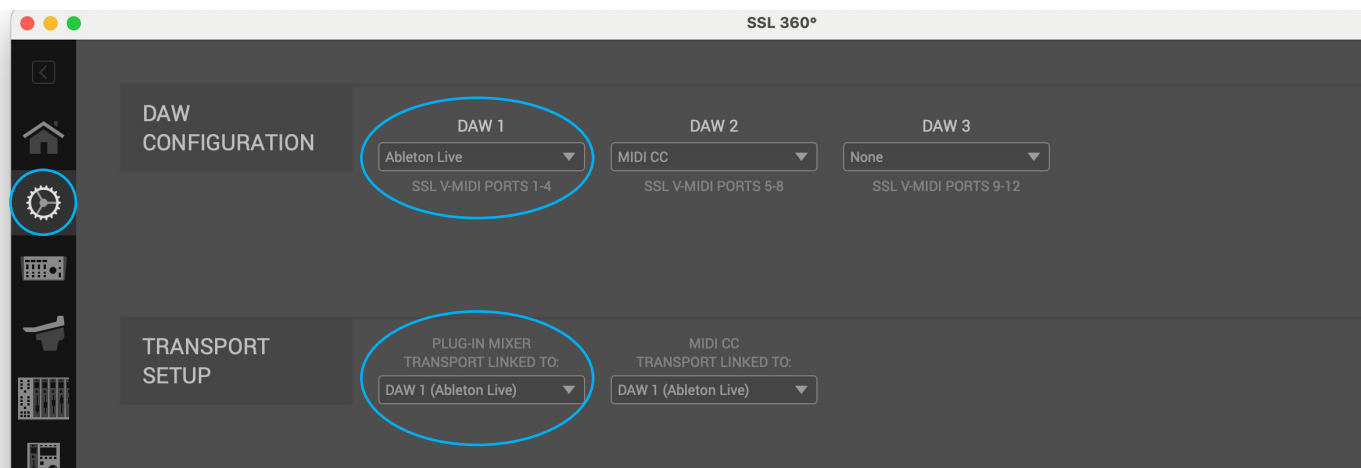 SSL 360°
DAW
CONFIGURATION
DAW 1
Ableton Live
SSL V-MIDI PORTS 1-4
DAW 2
MIDI CC
SSL V-MIDI PORTS 5-8
DAW 3
None
SSL V-MIDI PORTS 9-12
TRANSPORT
SETUP
PLUG-IN MIXER
TRANSPORT LINKED TO:
DAW 1 (Ableton Live)
MIDI CC
TRANSPORT LINKED TO:
DAW 1 (Ableton Live)